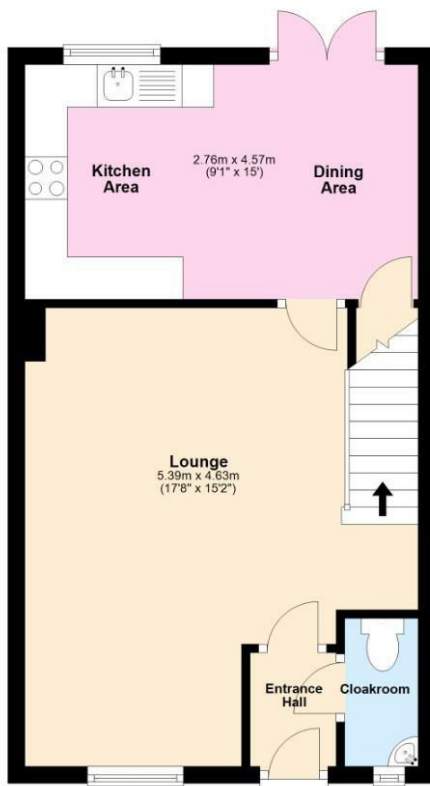 Kitchen
Area
2.76m x 4.57m
(9'1" x 15')
Dining
Area
Lounge
5.39m x 4.63m
(17'8" x 15'2")
Entrance
Hall
Cloakroom